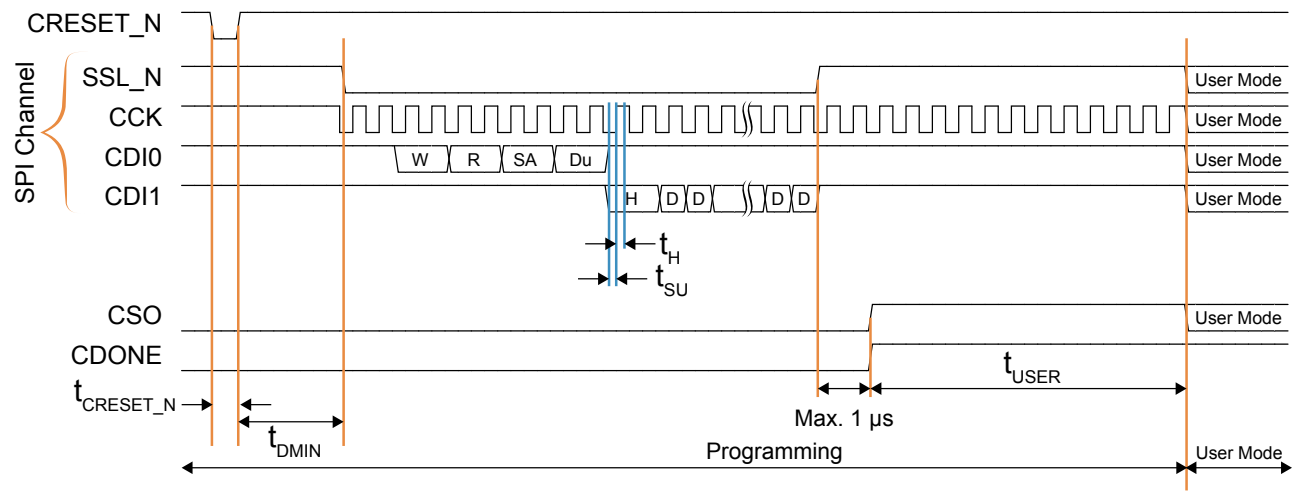 CRESET_N
SPI Channel
SSL_N
User Mode
CCK
User Mode
CDI0
W R SA Du
User Mode
CDI1
H D D D D
User Mode
tH
tSU
CSO
User Mode
CDONE
tUSER
tCRESET_N
Max. 1 µs
tDMIN
Programming
User Mode